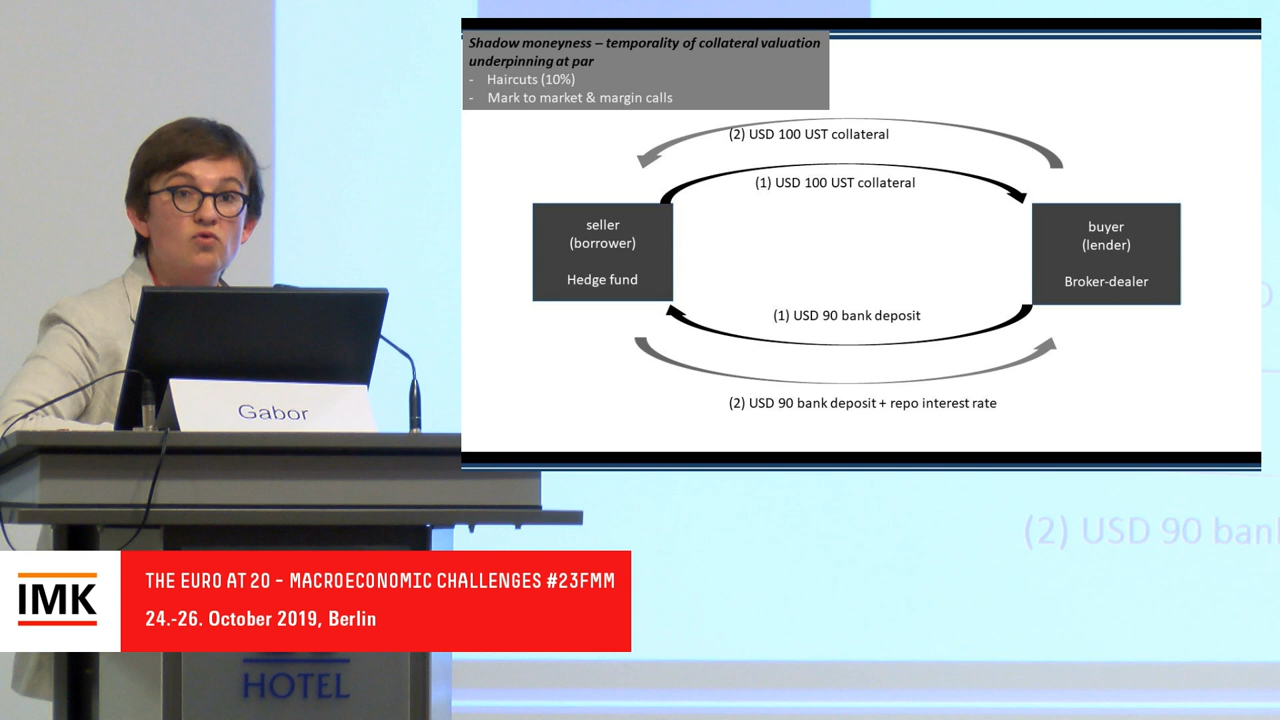 Shadow moneyness – temporality of collateral valuation
underpinning at par
- Haircuts (10%)
- Mark to market & margin calls
(2) USD 100 UST collateral
(1) USD 100 UST collateral
seller
(borrower)
Hedge fund
buyer
(lender)
Broker-dealer
(1) USD 90 bank deposit
(2) USD 90 bank deposit + repo interest rate
Gabor
(2) USD 90 ban
IMK
THE EURO AT 20 - MACROECONOMIC CHALLENGES #23FMM
24.-26. October 2019, Berlin
HOTEL